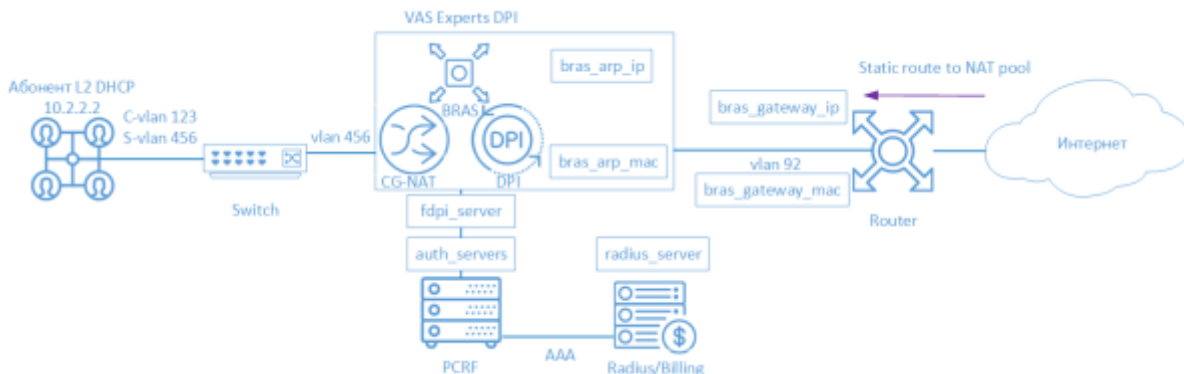 VAS Experts DPI
bras_arp_ip
Static route to NAT pool
Абонент L2 DHCP
10.2.2.2
C-vlan 123
S-vlan 456
vlan 456
BRAS
DPI
bras_gateway_ip
Интернет
bras_arp_mac
vlan 92
CG-NAT
DPI
bras_gateway_mac
Switch
fdpi_server
Router
auth_servers
radius_server
AAA
PCRF
Radius/Billing
$